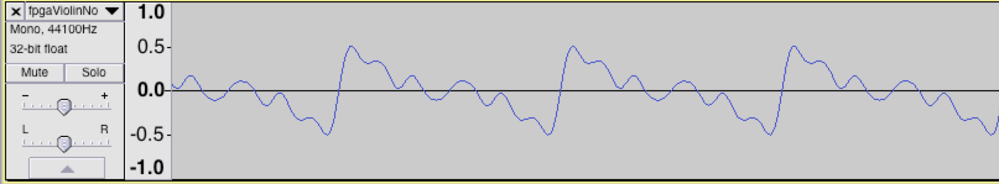 × fpgaViolinNo
Mono, 44100Hz
32-bit float
Mute Solo
- +
L R
1.0
0.5-
0.0-
-0.5-
-1.0